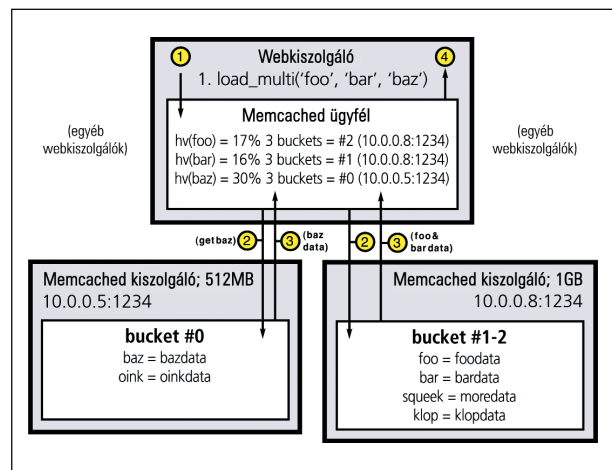 1
Webkiszolgáló
4
1. load_multi('foo', 'bar', 'baz')
(egyéb
webkiszolgálók)
Memcached ügyfél
hv(foo) = 17% 3 buckets = #2 (10.0.0.8:1234)
hv(bar) = 16% 3 buckets = #1 (10.0.0.8:1234)
hv(baz) = 30% 3 buckets = #0 (10.0.0.5:1234)
(egyéb
webkiszolgálók)
(get baz)
2
3
(baz
data)
2
3
(foo &
bar data)
Memcached kiszolgáló; 512MB
10.0.0.5:1234
bucket #0
baz = bazdata
oink = oinkdata
Memcached kiszolgáló; 1GB
10.0.0.8:1234
bucket #1-2
foo = foodata
bar = bardata
squeek = moredata
klop = klopdata